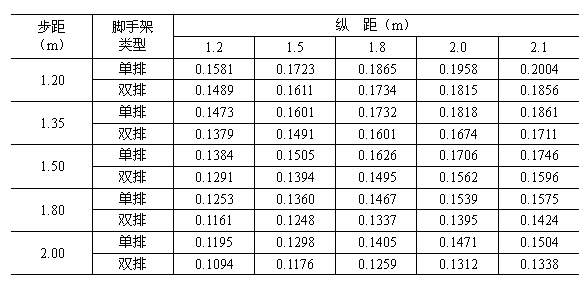 步距 脚手架 纵 距（m）
（m） 类型 1.2 1.5 1.8 2.0 2.1
1.20 单排 0.1581 0.1723 0.1865 0.1958 0.2004
双排 0.1489 0.1611 0.1734 0.1815 0.1856
1.35 单排 0.1473 0.1601 0.1732 0.1818 0.1861
双排 0.1379 0.1491 0.1601 0.1674 0.1711
1.50 单排 0.1384 0.1505 0.1626 0.1706 0.1746
双排 0.1291 0.1394 0.1495 0.1562 0.1596
1.80 单排 0.1253 0.1360 0.1467 0.1539 0.1575
双排 0.1161 0.1248 0.1337 0.1395 0.1424
2.00 单排 0.1195 0.1298 0.1405 0.1471 0.1504
双排 0.1094 0.1176 0.1259 0.1312 0.1338